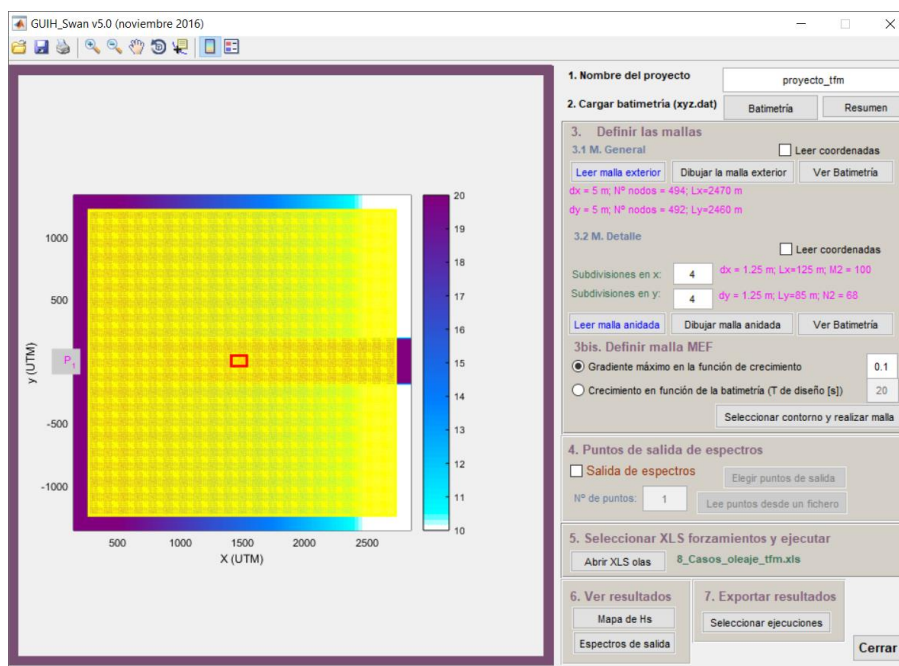 GUIH_Swan v5.0 (noviembre 2016)
1. Nombre del proyecto
proyecto_tfm
2. Cargar batimetría (xyz.dat)
Batimetría
Resumen
3. Definir las mallas
3.1 M. General
Leer coordenadas
Leer malla exterior
Dibujar la malla exterior
Ver Batimetría
dx = 5 m; Nº nodos = 494; Lx=2470 m
dy = 5 m; Nº nodos = 492; Ly=2460 m
3.2 M. Detalle
Leer coordenadas
Subdivisiones en x:
4
dx = 1.25 m; Lx=125 m; M2 = 100
Subdivisiones en y:
4
dy = 1.25 m; Ly=85 m; N2 = 68
Leer malla anidada
Dibujar malla anidada
Ver Batimetría
3bis. Definir malla MEF
Gradiente máximo en la función de crecimiento
0.1
Crecimiento en función de la batimetría (T de diseño [s])
20
Seleccionar contorno y realizar malla
4. Puntos de salida de espectros
Salida de espectros
Elegir puntos de salida
Nº de puntos:
1
Lee puntos desde un fichero
5. Seleccionar XLS forzamientos y ejecutar
Abrir XLS olas
8_Casos_oleaje_tfm.xls
6. Ver resultados
Mapa de Hs
Espectros de salida
7. Exportar resultados
Seleccionar ejecuciones
Cerrar
y (UTM)
1000
500
0
-500
-1000
P1
500
1000
1500
2000
2500
X (UTM)
20
19
18
17
16
15
14
13
12
11
10